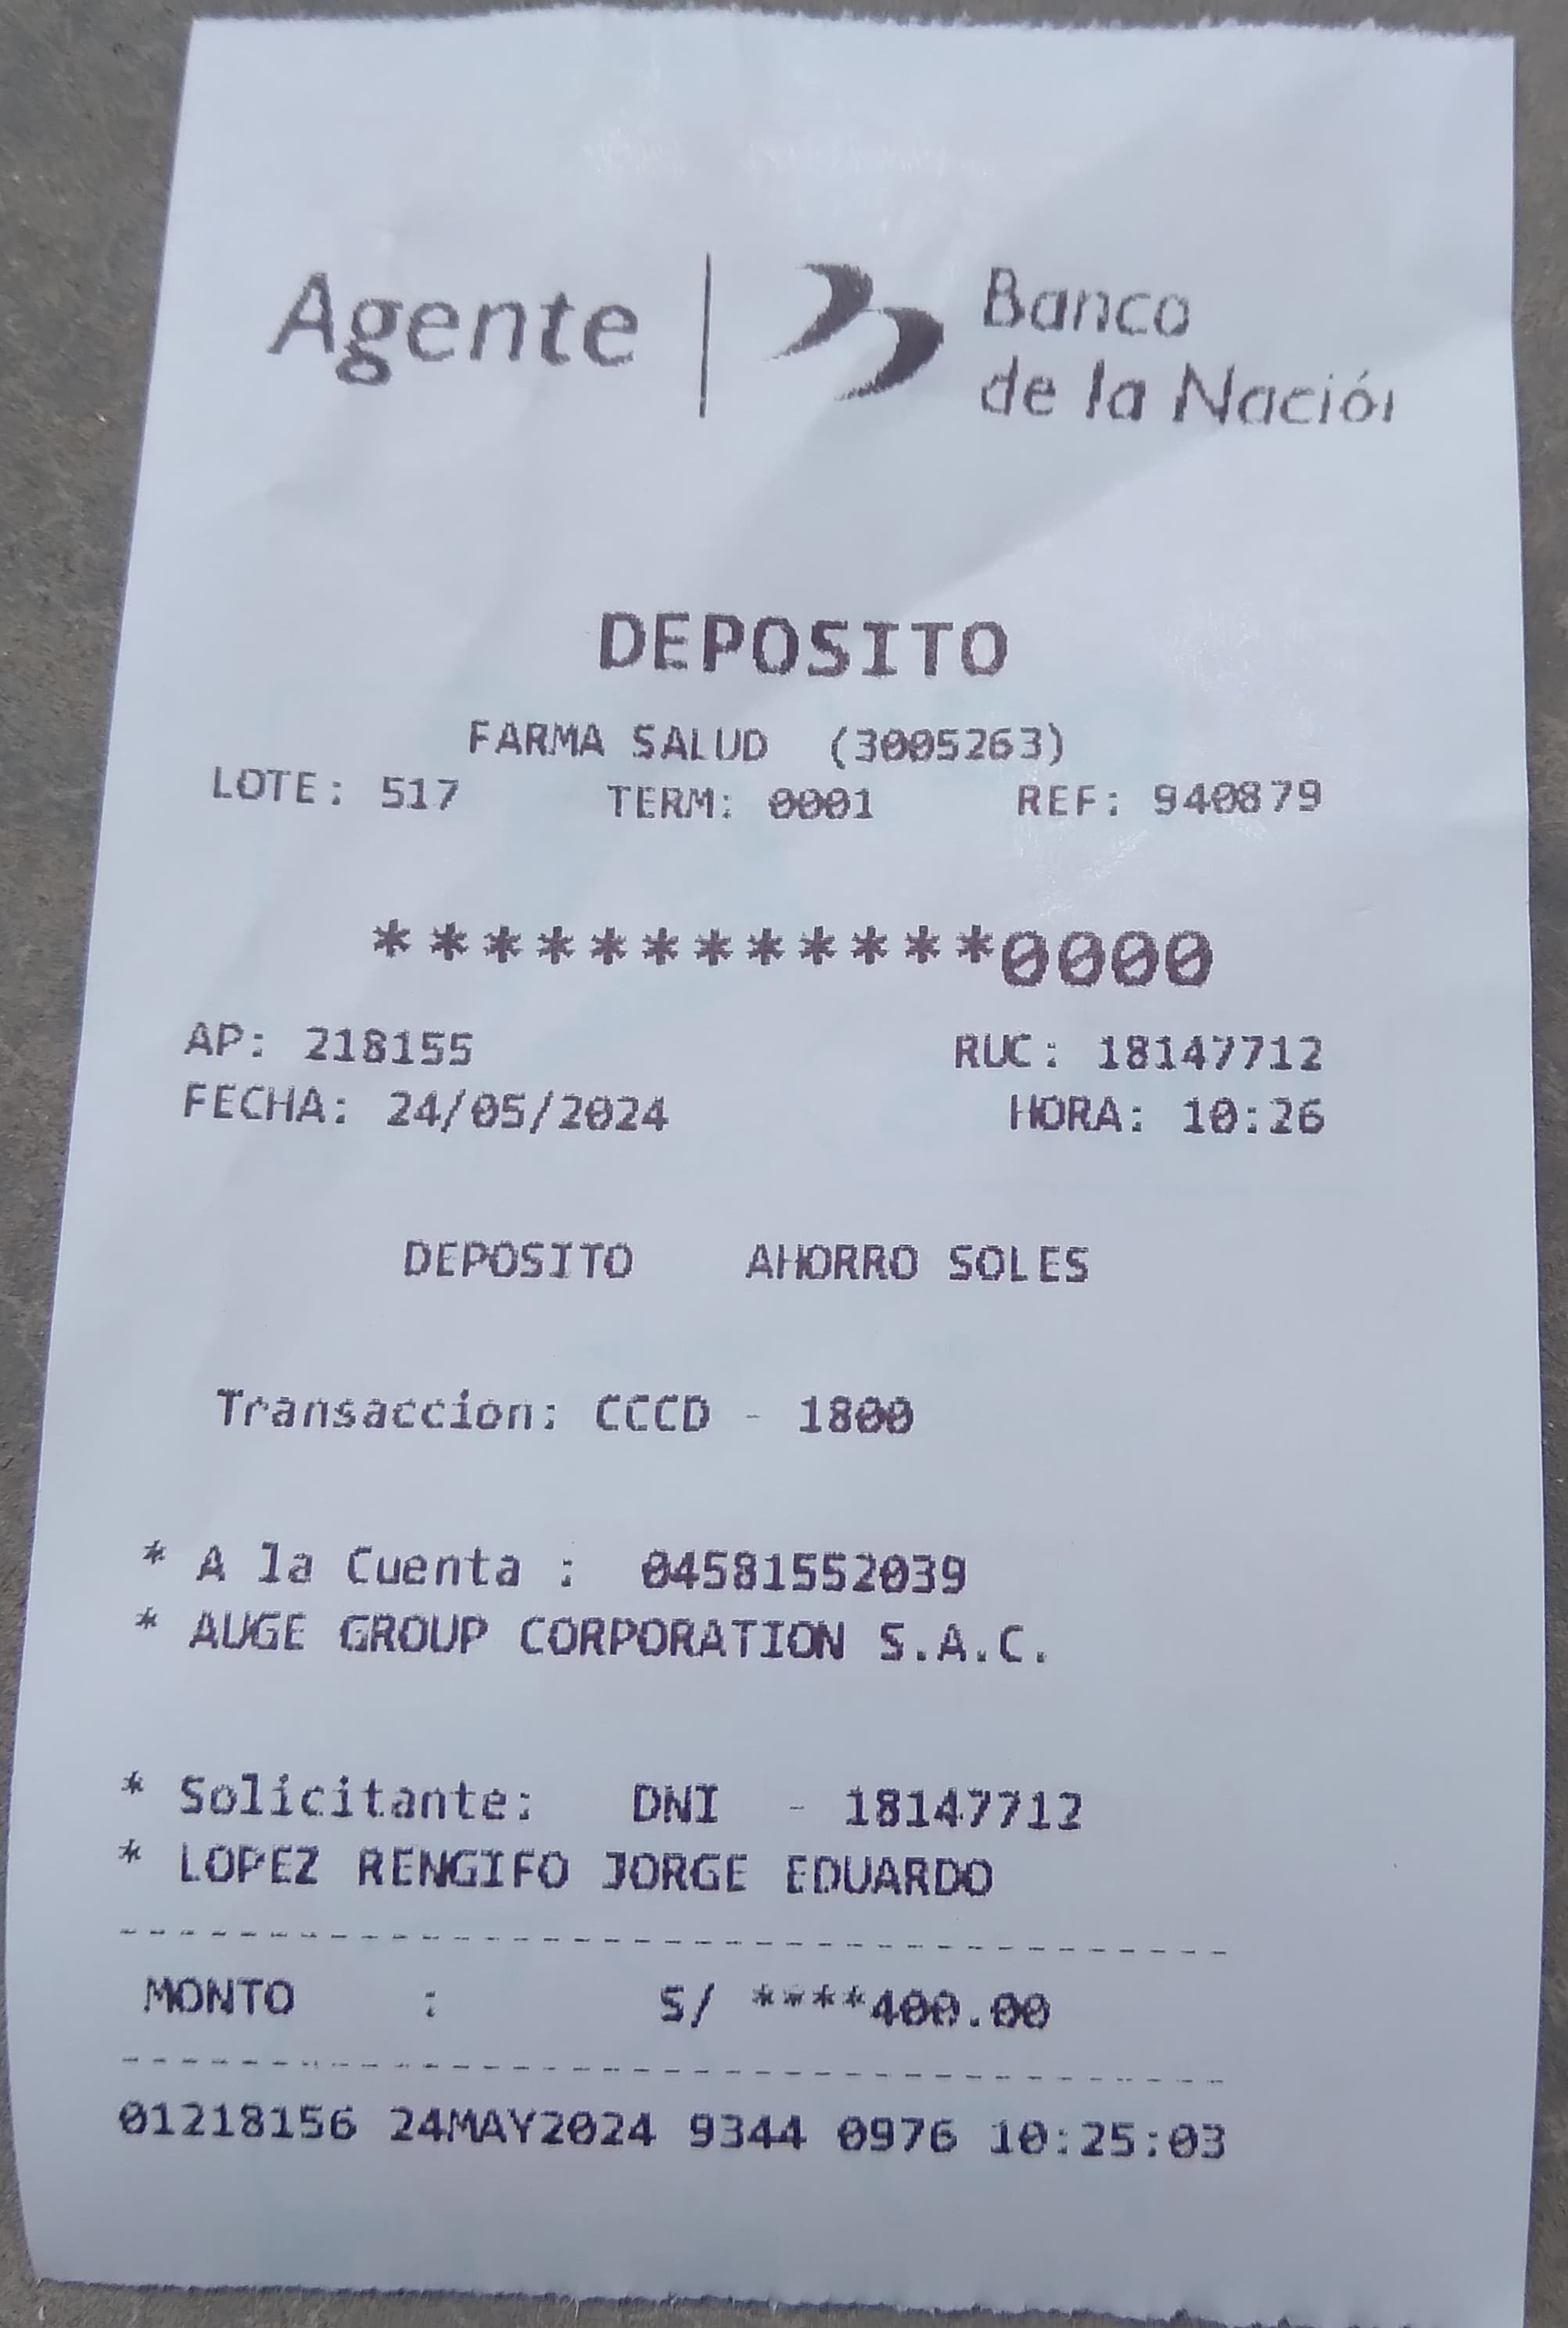 Agente | Banco
de la Nación
DEPOSITO
FARMA SALUD (3005263)
LOTE: 517 TERM: 0001 REF: 940879
************0000
AP: 218155 RUC: 18147712
FECHA: 24/05/2024 HORA: 10:26
DEPOSITO AHORRO SOLES
Transaccion: CCCD - 1800
* A la Cuenta : 04581552039
* AUGE GROUP CORPORATION S.A.C.
* Solicitante: DNI - 18147712
* LOPEZ RENGIFO JORGE EDUARDO
MONTO : S/ ****400.00
01218156 24MAY2024 9344 0976 10:25:03